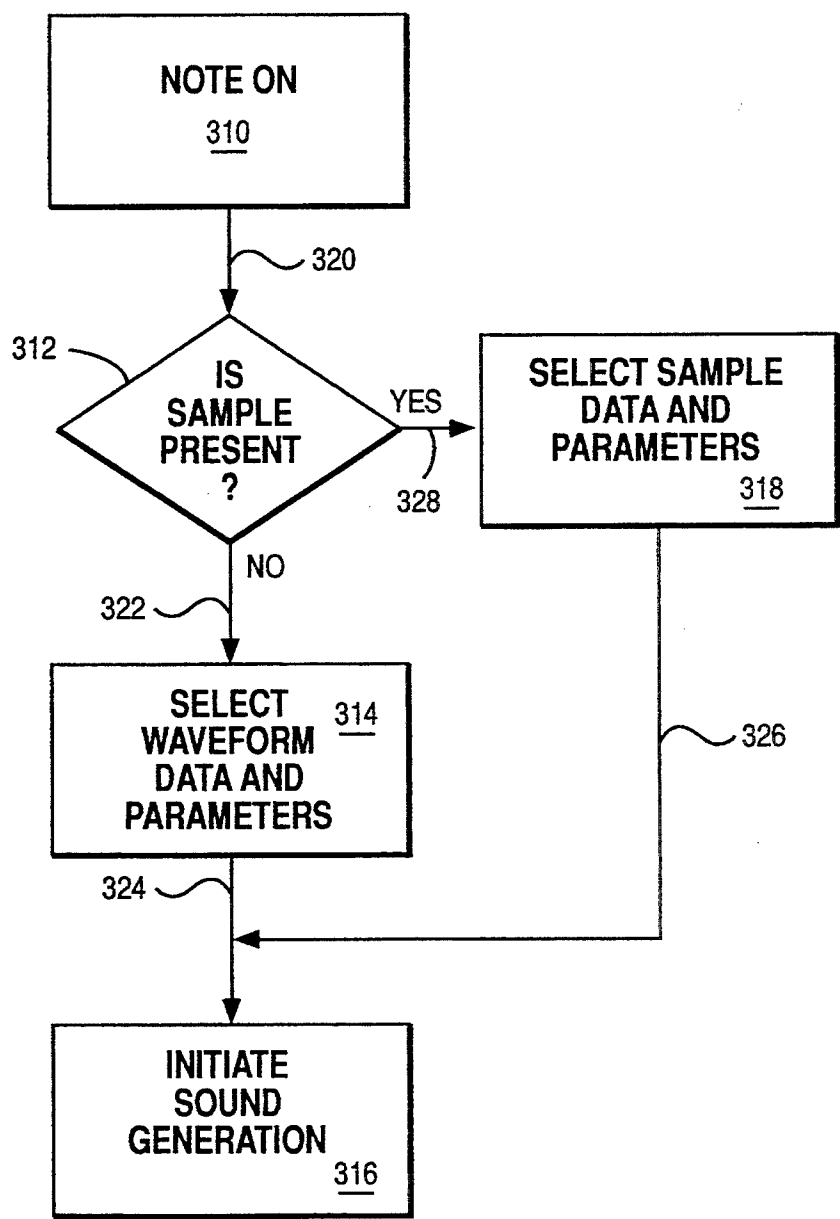 NOTE ON
310
320
312
IS
SAMPLE
PRESENT
?
YES
328
SELECT SAMPLE
DATA AND
PARAMETERS
318
NO
322
SELECT
314
WAVEFORM
DATA AND
PARAMETERS
326
324
INITIATE
SOUND
GENERATION
316